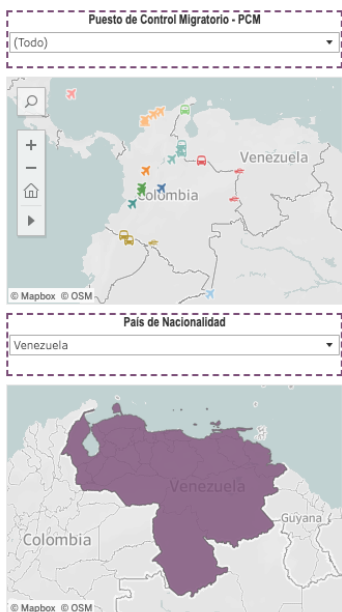 Puesto de Control Migratorio - PCM
(Todo)
Venezuela
Colombia
© Mapbox © OSM
País de Nacionalidad
Venezuela
Venezuela
Guyana
Colombia
© Mapbox © OSM